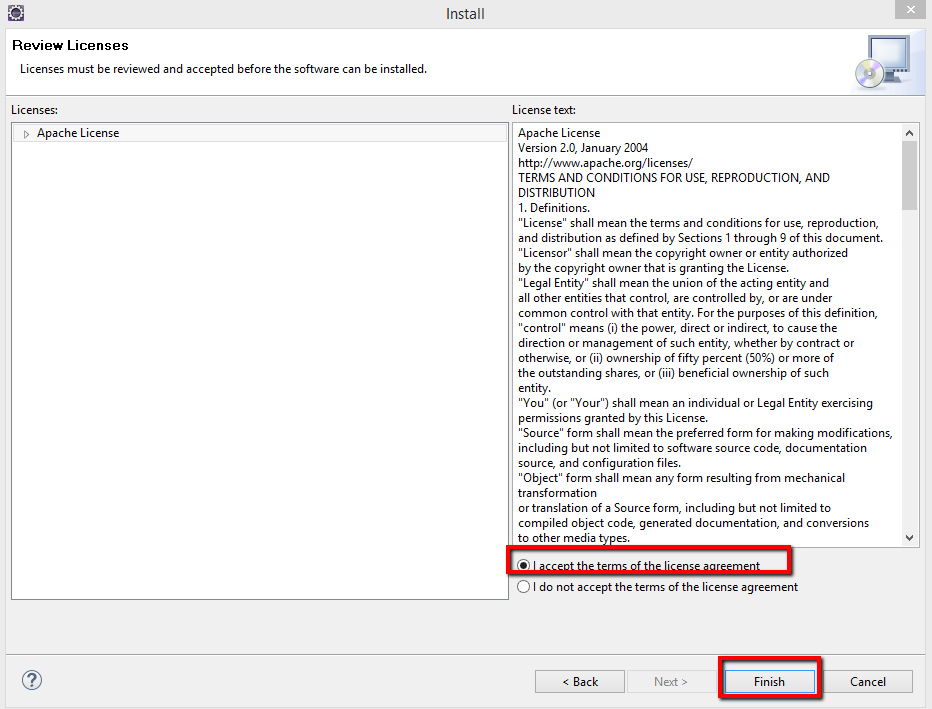 Install
Review Licenses
Licenses must be reviewed and accepted before the software can be installed.
Licenses:
Apache License
License text:
Apache License
Version 2.0, January 2004
http://www.apache.org/licenses/
TERMS AND CONDITIONS FOR USE, REPRODUCTION, AND
DISTRIBUTION
1. Definitions.
"License" shall mean the terms and conditions for use, reproduction,
and distribution as defined by Sections 1 through 9 of this document.
"Licensor" shall mean the copyright owner or entity authorized
by the copyright owner that is granting the License.
"Legal Entity" shall mean the union of the acting entity and
all other entities that control, are controlled by, or are under
common control with that entity. For the purposes of this definition,
"control" means (i) the power, direct or indirect, to cause the
direction or management of such entity, whether by contract or
otherwise, or (ii) ownership of fifty percent (50%) or more of
the outstanding shares, or (iii) beneficial ownership of such
entity.
"You" (or "Your") shall mean an individual or Legal Entity exercising
permissions granted by this License.
"Source" form shall mean the preferred form for making modifications,
including but not limited to software source code, documentation
source, and configuration files.
"Object" form shall mean any form resulting from mechanical
transformation
or translation of a Source form, including but not limited to
compiled object code, generated documentation, and conversions
to other media types.
I accept the terms of the license agreement
I do not accept the terms of the license agreement
?
< Back
Next >
Finish
Cancel